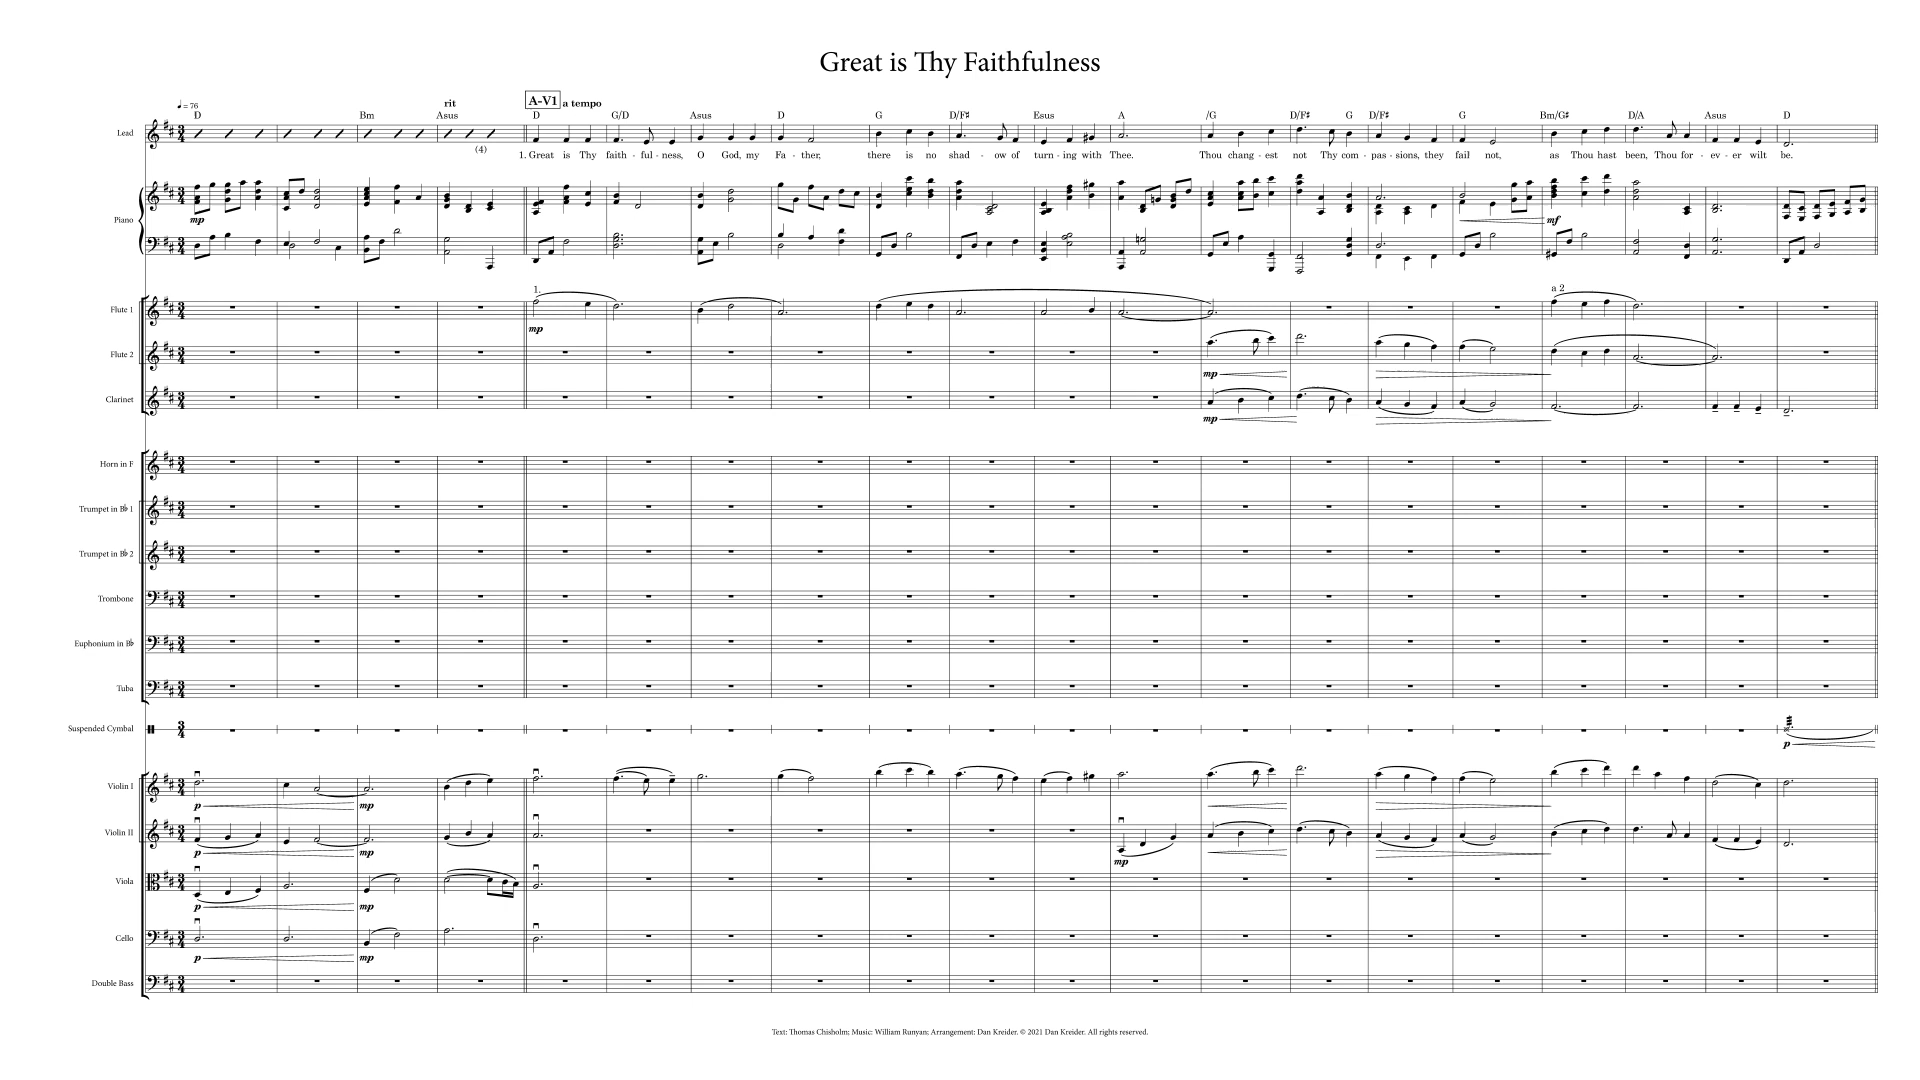 Great is Thy Faithfulness
♩ = 76
rit
A-V1 a tempo
D Bm Asus D G/D Asus D G D/F♯ Esus A /G D/F♯ G D/F♯ G Bm/G♯ D/A Asus D
Lead
(4)
1. Great is Thy faith - ful - ness, O God, my Fa - ther, there is no shad - ow of turn - ing with Thee. Thou chang - est not Thy com - pas - sions, they fail not, as Thou hast been, Thou for - ev - er wilt be.
Piano
mp mf
1. a 2
Flute 1
mp
Flute 2
mp
Clarinet
mp
Horn in F
Trumpet in B♭ 1
Trumpet in B♭ 2
Trombone
Euphonium in B♭
Tuba
Suspended Cymbal
p
Violin I
p mp
Violin II
p mp mp
Viola
p mp
Cello
p mp
Double Bass
Text: Thomas Chisholm; Music: William Runyan; Arrangement: Dan Kreider. © 2021 Dan Kreider. All rights reserved.